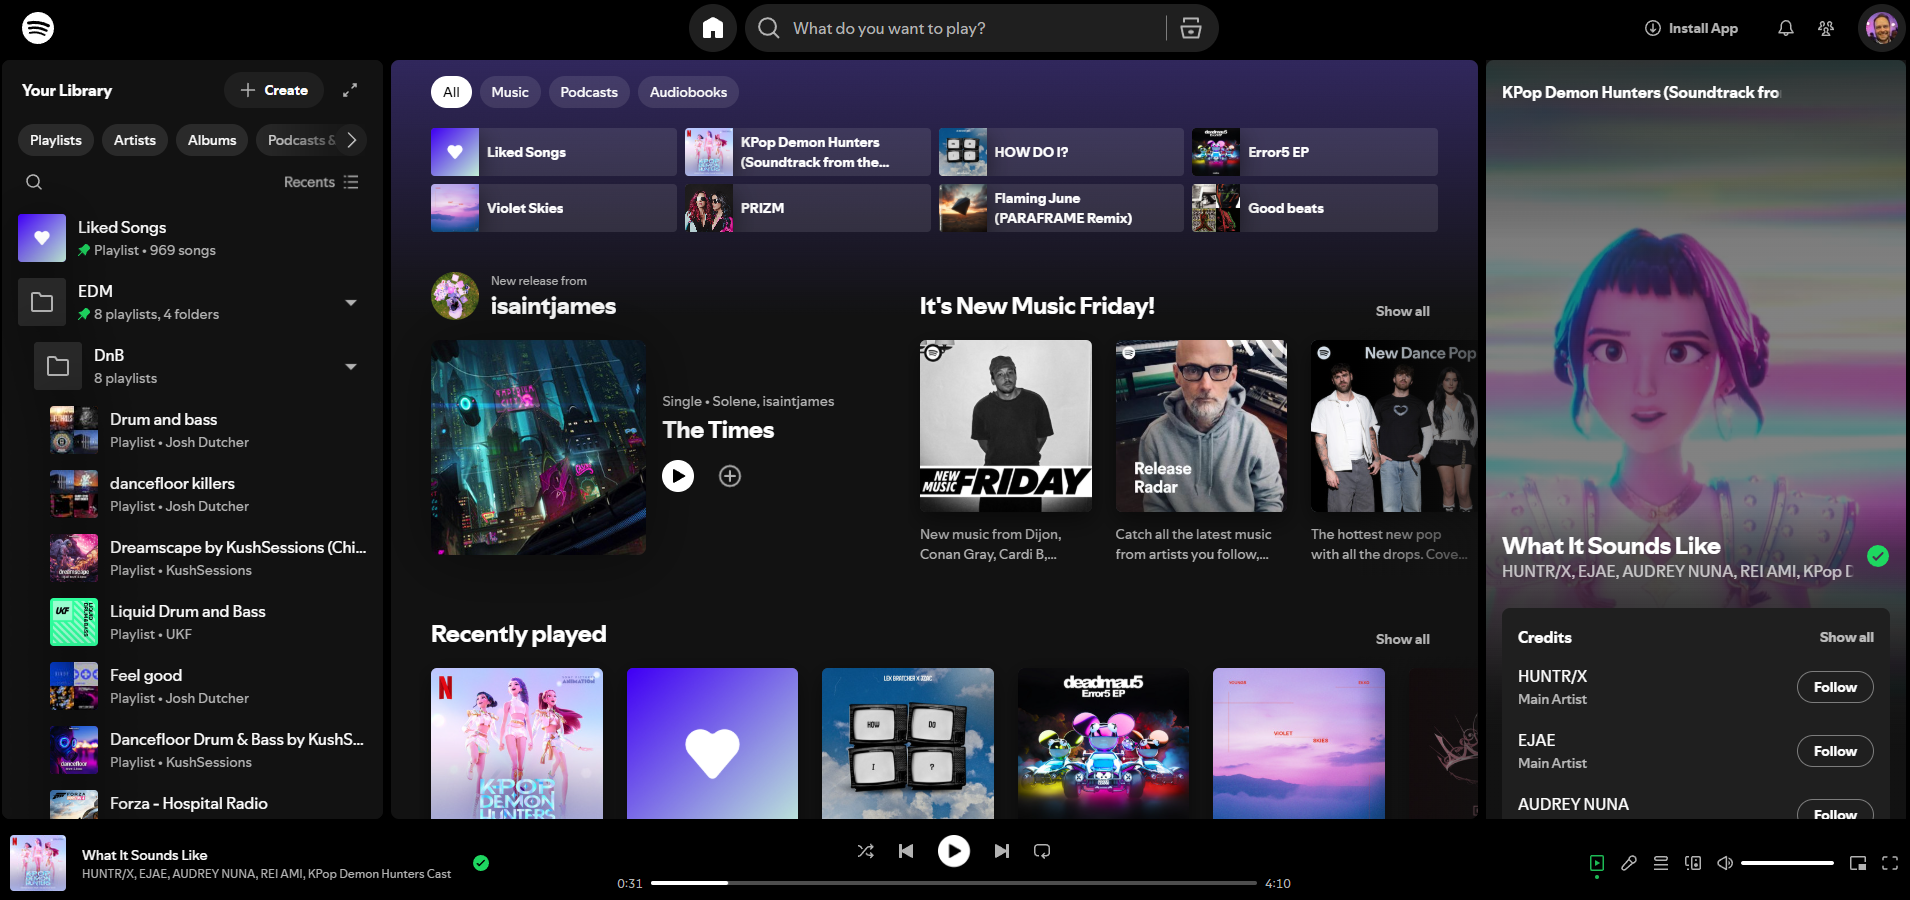 What do you want to play?
Install App
Your Library
Create
Playlists
Artists
Albums
Podcasts &
Recents
Liked Songs
Playlist • 969 songs
EDM
8 playlists, 4 folders
DnB
8 playlists
Drum and bass
Playlist • Josh Dutcher
dancefloor killers
Playlist • Josh Dutcher
Dreamscape by KushSessions (Chi...
Playlist • KushSessions
Liquid Drum and Bass
Playlist • UKF
Feel good
Playlist • Josh Dutcher
Dancefloor Drum & Bass by KushS...
Playlist • KushSessions
Forza - Hospital Radio
All
Music
Podcasts
Audiobooks
Liked Songs
KPop Demon Hunters
(Soundtrack from the...
HOW DO I?
Error5 EP
Violet Skies
PRIZM
Flaming June
(PARAFRAME Remix)
Good beats
New release from
isaintjames
Single • Solene, isaintjames
The Times
It's New Music Friday!
Show all
NEW
MUSIC
FRIDAY
New music from Dijon,
Conan Gray, Cardi B,...
Release
Radar
Catch all the latest music
from artists you follow,...
New Dance Pop
The hottest new pop
with all the drops. Cove...
Recently played
Show all
N
ANIMATION
KPOP
DEMON
HUNTERS
LEX BRATCHER X ZDAC
HOW
DO
I
?
deadmau5
Error5 EP
VIOLET
SKIES
KPop Demon Hunters (Soundtrack fro
What It Sounds Like
HUNTR/X, EJAE, AUDREY NUNA, REI AMI, KPop D
Credits
Show all
HUNTR/X
Main Artist
Follow
EJAE
Main Artist
Follow
AUDREY NUNA
Follow
What It Sounds Like
HUNTR/X, EJAE, AUDREY NUNA, REI AMI, KPop Demon Hunters Cast
0:31
4:10